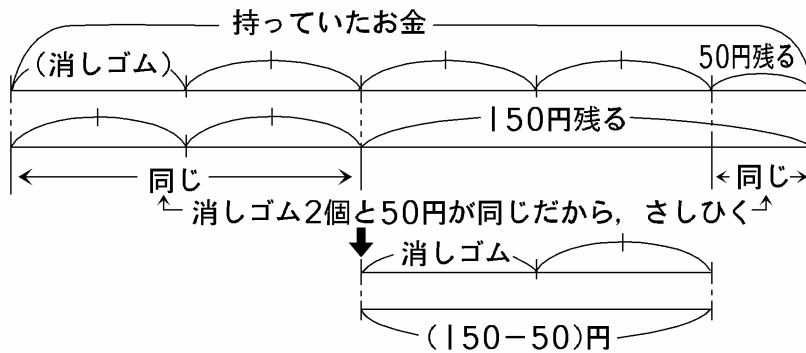 持っていたお金
(消しゴム)
50円残る
150円残る
同じ
同じ
消しゴム2個と50円が同じだから，さしひく
消しゴム
(150−50)円